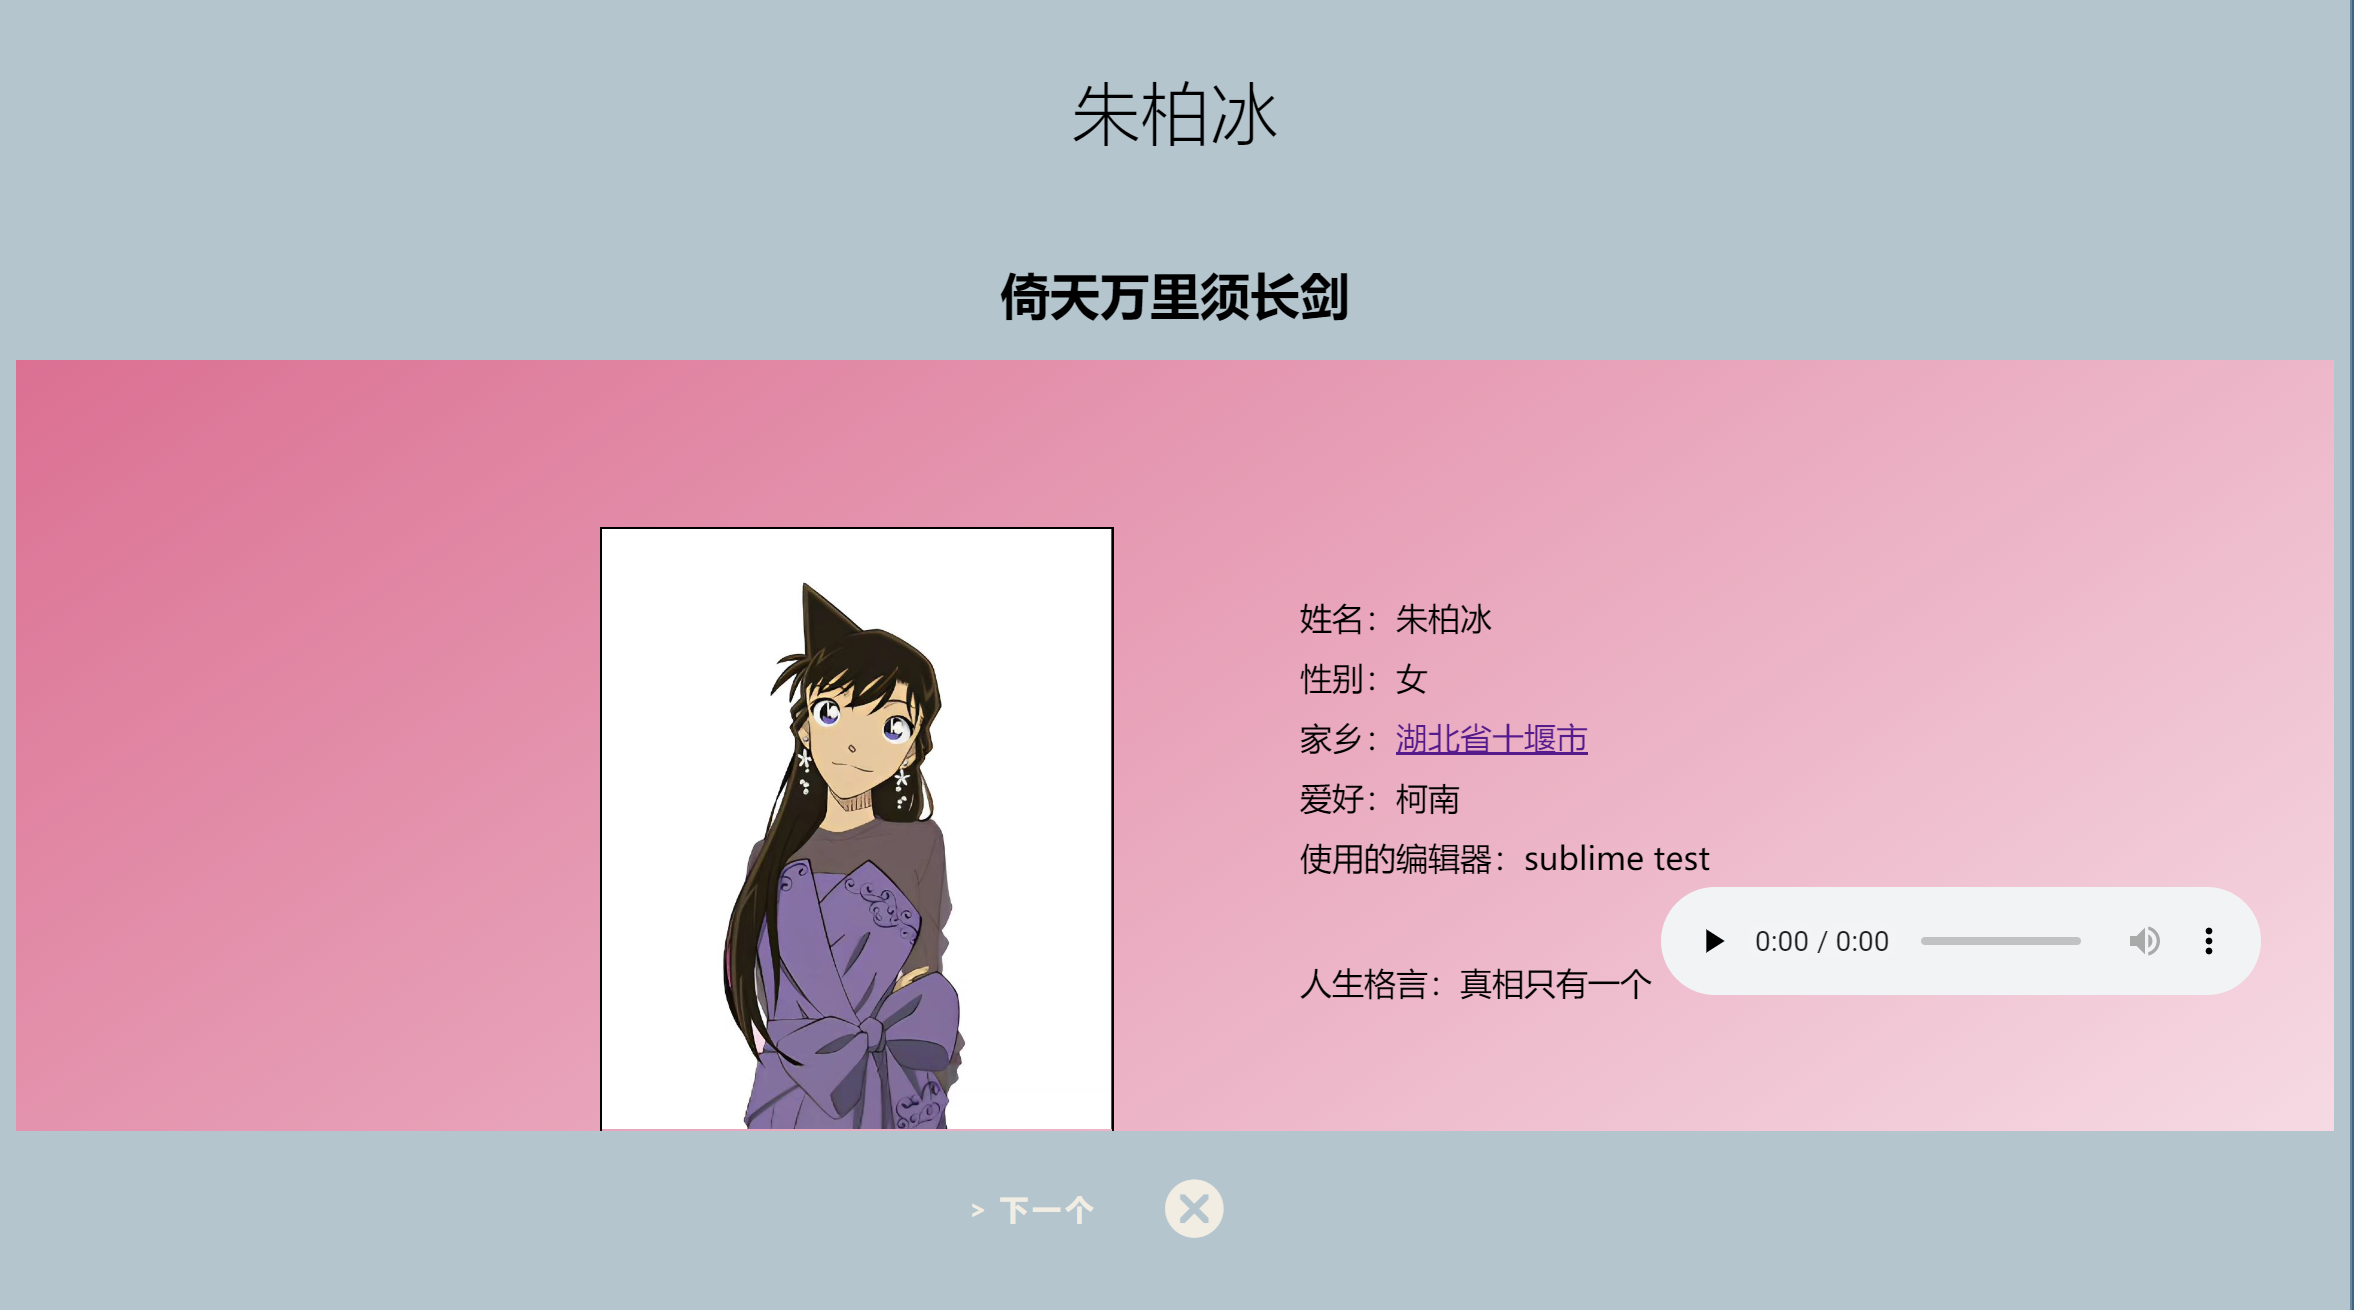 朱柏冰
倚天万里须长剑
姓名：朱柏冰
性别：女
家乡：湖北省十堰市
爱好：柯南
使用的编辑器：sublime test
人生格言：真相只有一个
0:00 / 0:00
> 下一个